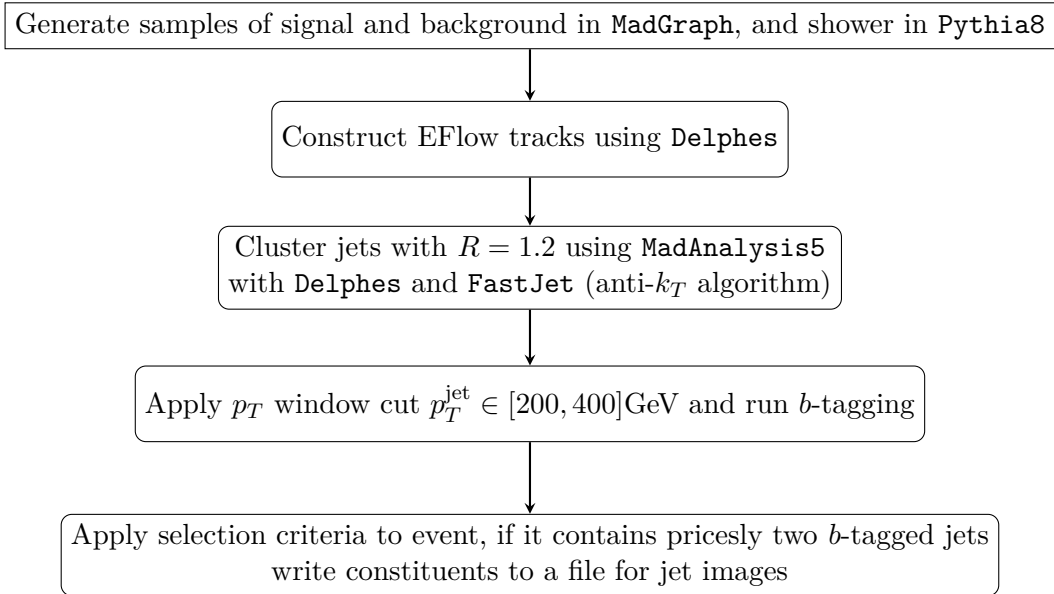 Generate samples of signal and background in MadGraph, and shower in Pythia8
Construct EFlow tracks using Delphes
Cluster jets with R = 1.2 using MadAnalysis5
with Delphes and FastJet (anti-k_T algorithm)
Apply p_T window cut p_T^jet ∈ [200, 400]GeV and run b-tagging
Apply selection criteria to event, if it contains pricesly two b-tagged jets
write constituents to a file for jet images